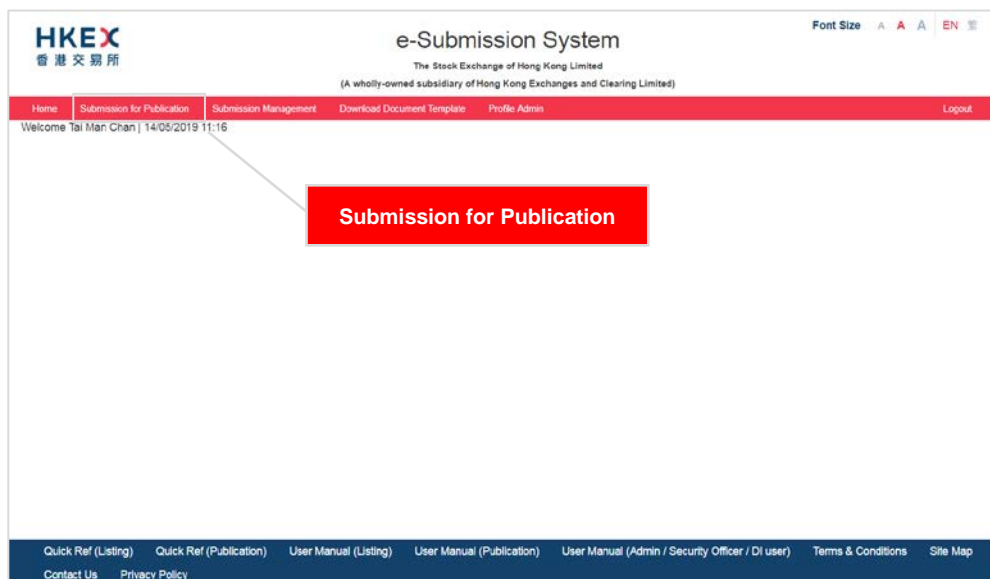 HKEX
香港交易所
e-Submission System
The Stock Exchange of Hong Kong Limited
(A wholly-owned subsidiary of Hong Kong Exchanges and Clearing Limited)
Font Size A A A EN 繁
Home Submission for Publication Submission Management Download Document Template Profile Admin Logout
Welcome Tai Man Chan | 14/05/2019 11:16
Submission for Publication
Quick Ref (Listing) Quick Ref (Publication) User Manual (Listing) User Manual (Publication) User Manual (Admin / Security Officer / DI user) Terms & Conditions Site Map
Contact Us Privacy Policy